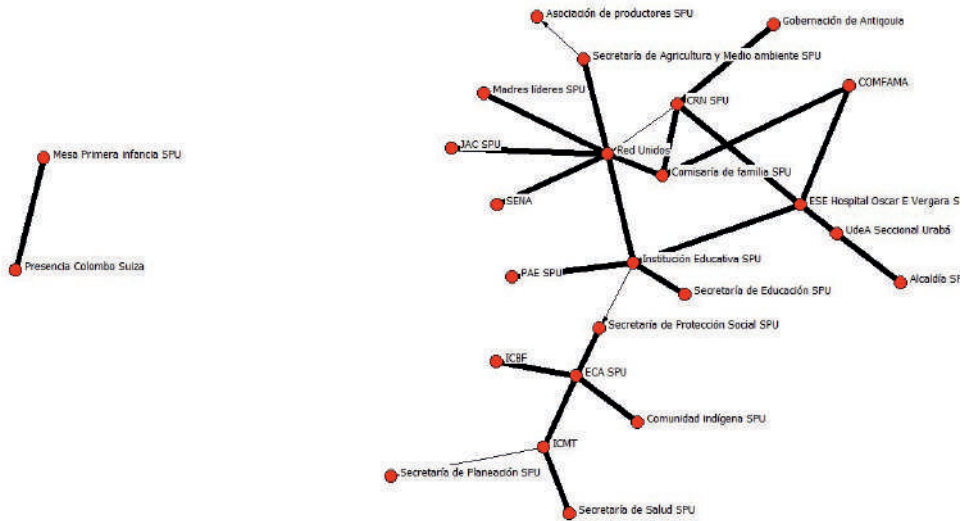 Asociación de productores SPU
Gobernación de Antioquia
Secretaría de Agricultura y Medio ambiente SPU
COMFAMA
Madres líderes SPU
CRN SPU
JAC SPU
Red Unidos
Mesa Primera infancia SPU
Comisaría de familia SPU
SENA
ESE Hospital Oscar E Vergara S
UdeA Seccional Urabá
Institución Educativa SPU
Presencia Colombo Suiza
PAE SPU
Alcaldía SP
Secretaría de Educación SPU
Secretaría de Protección Social SPU
ICBF
ECA SPU
Comunidad indígena SPU
ICMT
Secretaría de Planeación SPU
Secretaría de Salud SPU